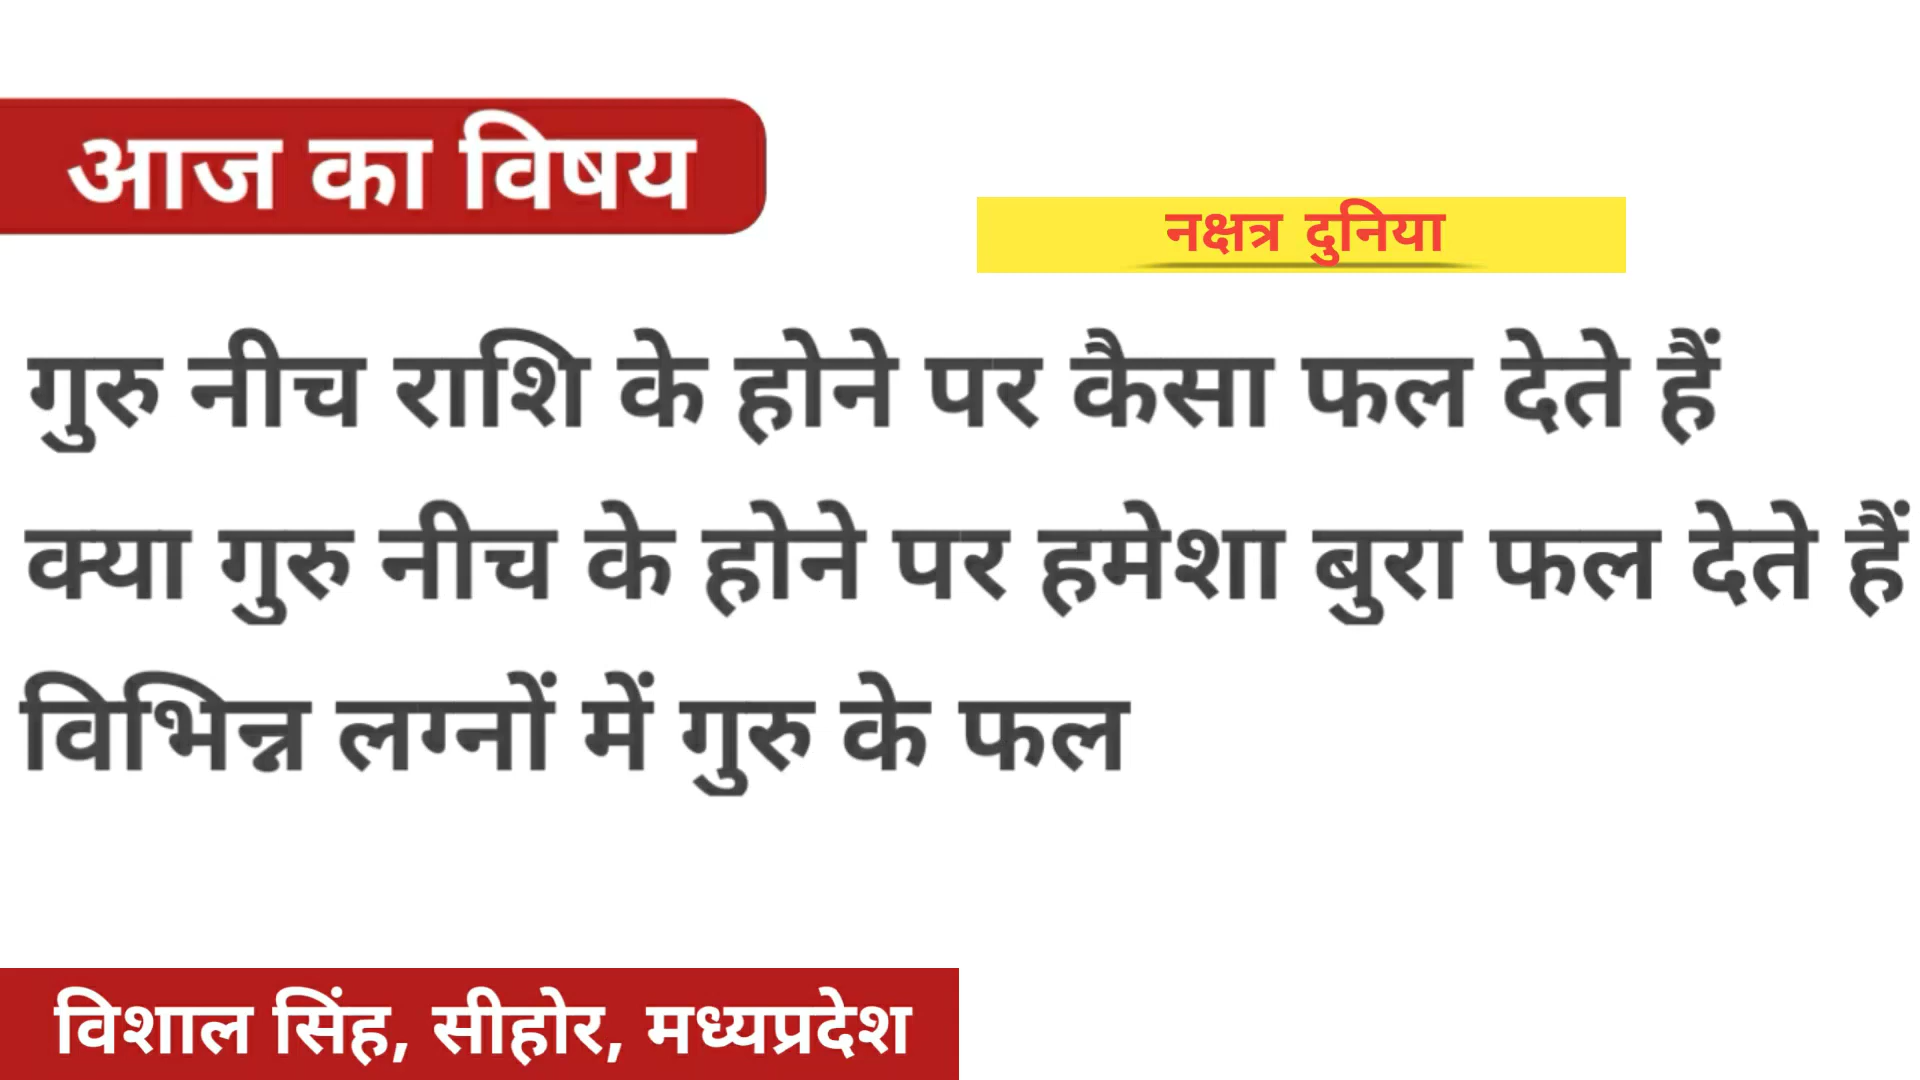 आज का विषय
नक्षत्र दुनिया
गुरु नीच राशि के होने पर कैसा फल देते हैं
क्या गुरु नीच के होने पर हमेशा बुरा फल देते हैं
विभिन्न लग्नों में गुरु के फल
विशाल सिंह, सीहोर, मध्यप्रदेश